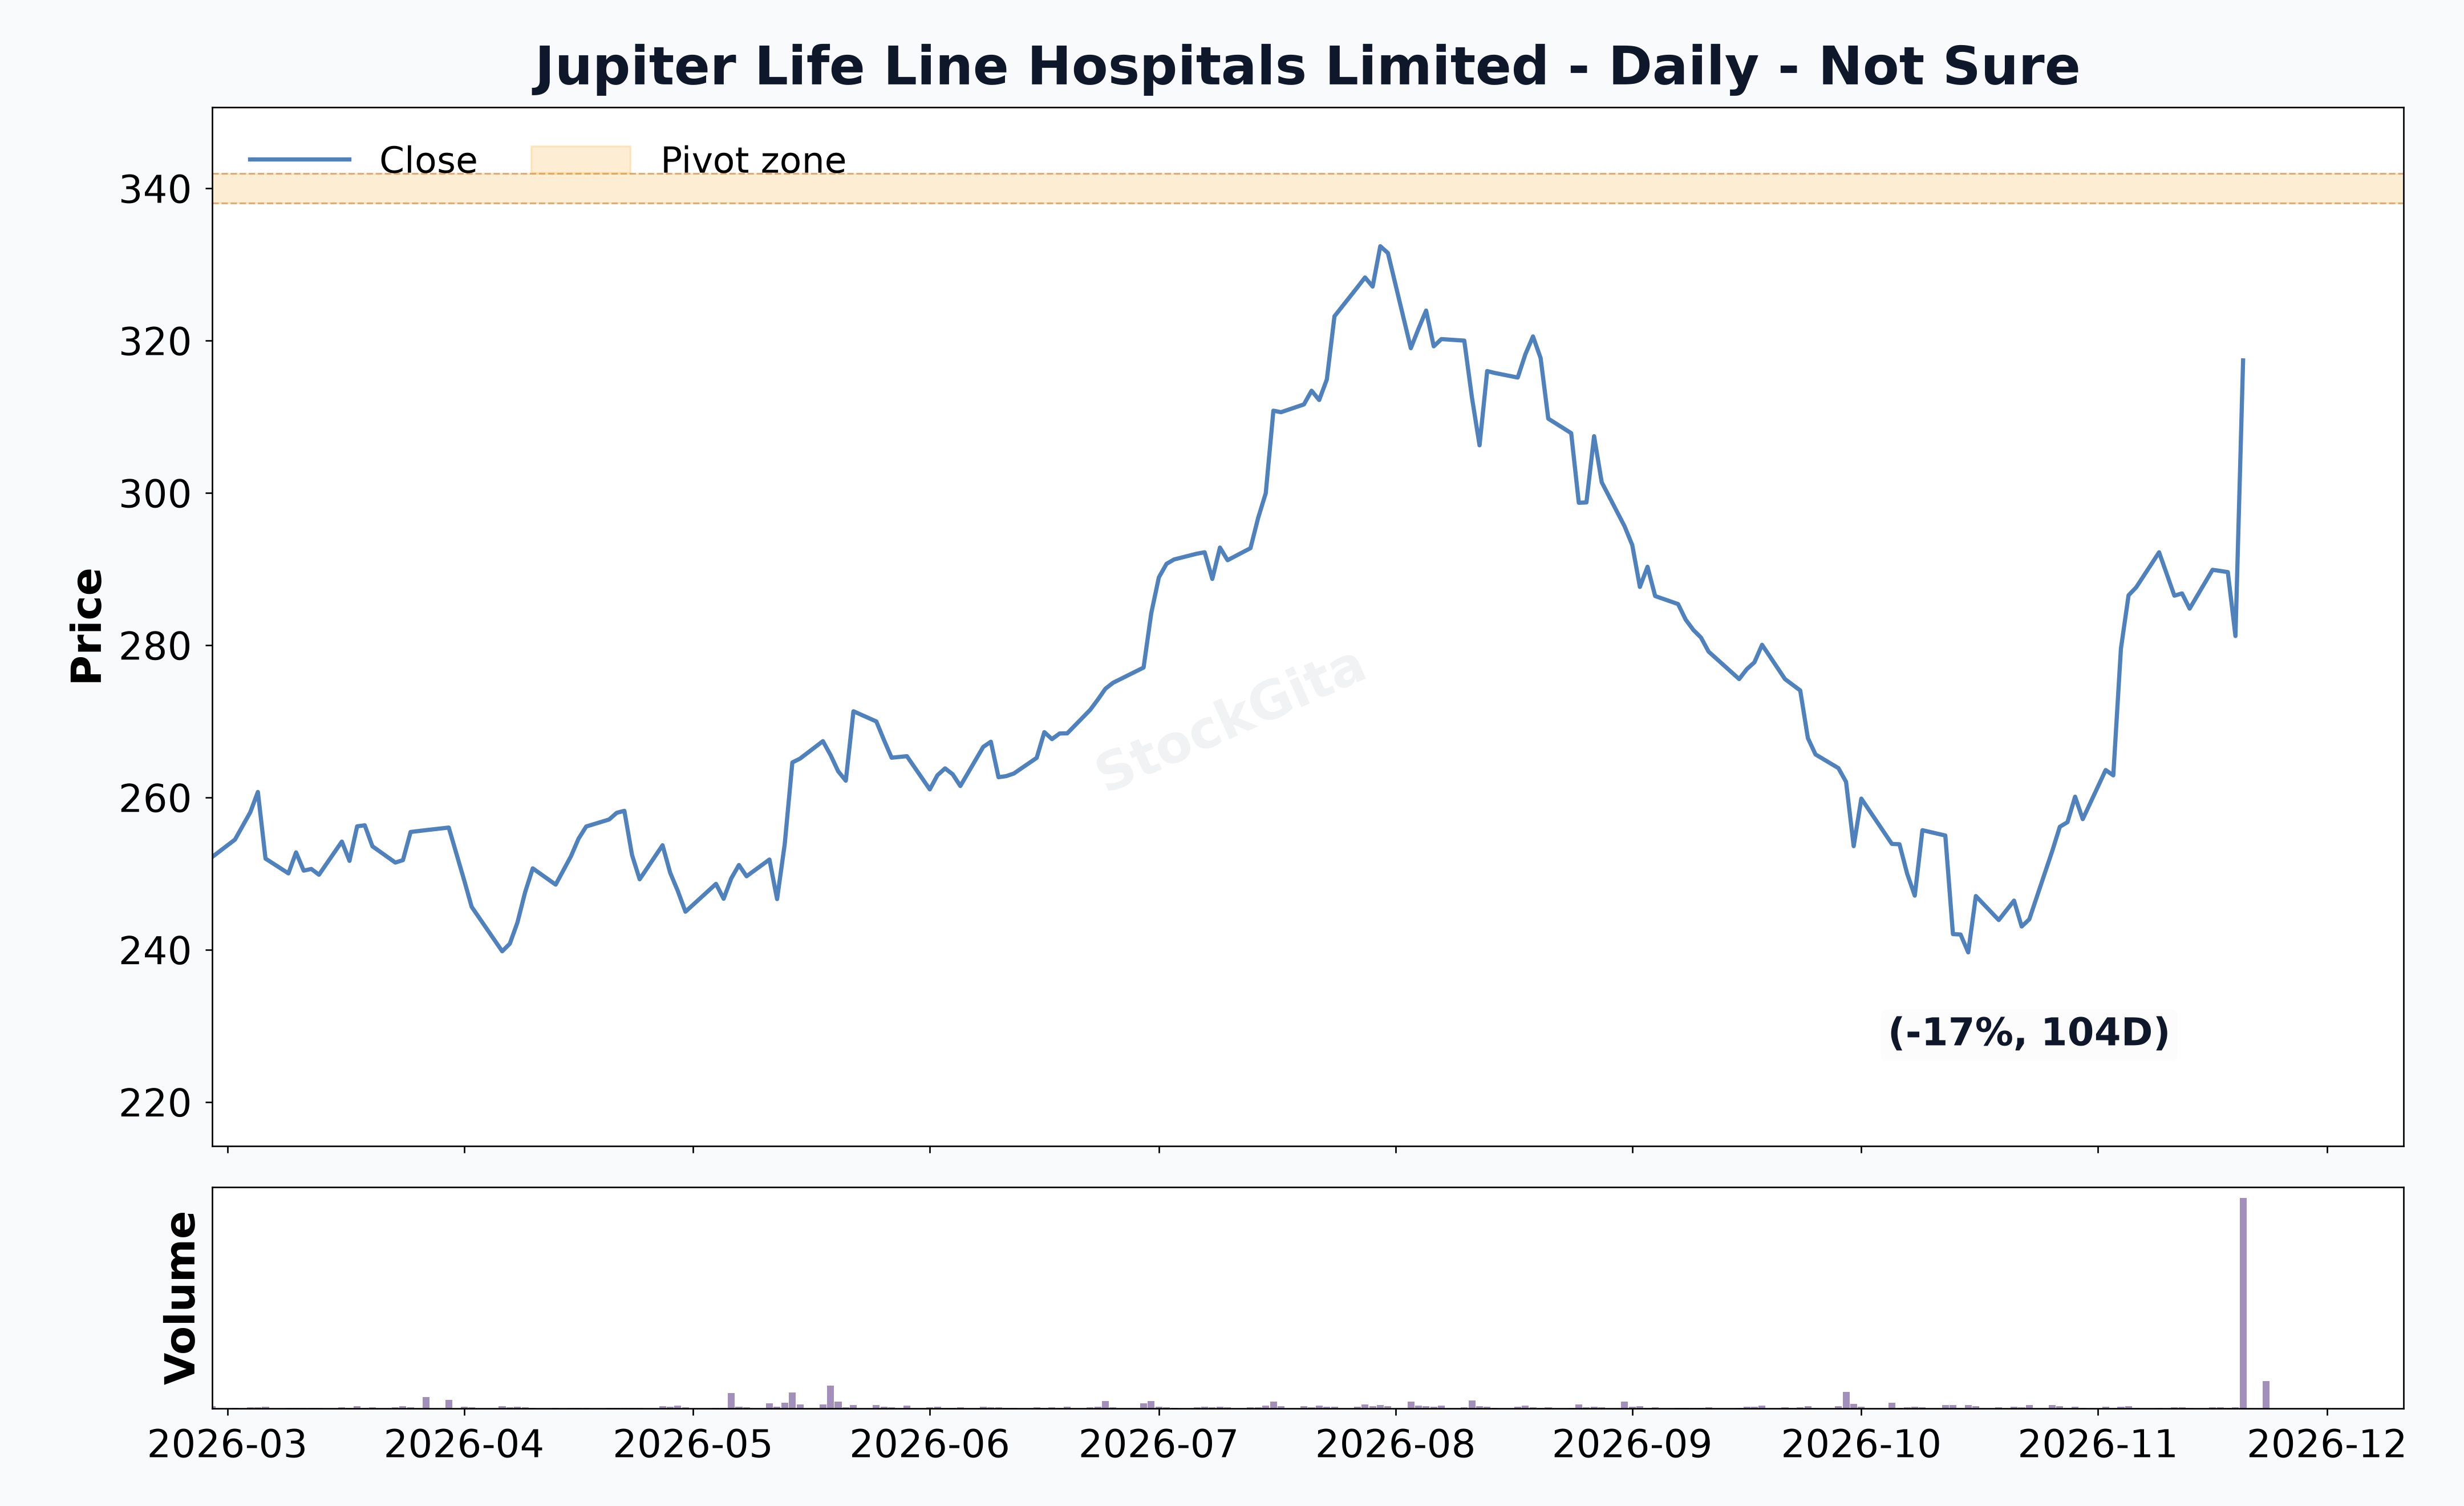 Jupiter Life Line Hospitals Limited - Daily - Not Sure
Close
Pivot zone
Price
340
320
300
280
260
240
220
StockGita
(-17%, 104D)
Volume
2026-03
2026-04
2026-05
2026-06
2026-07
2026-08
2026-09
2026-10
2026-11
2026-12